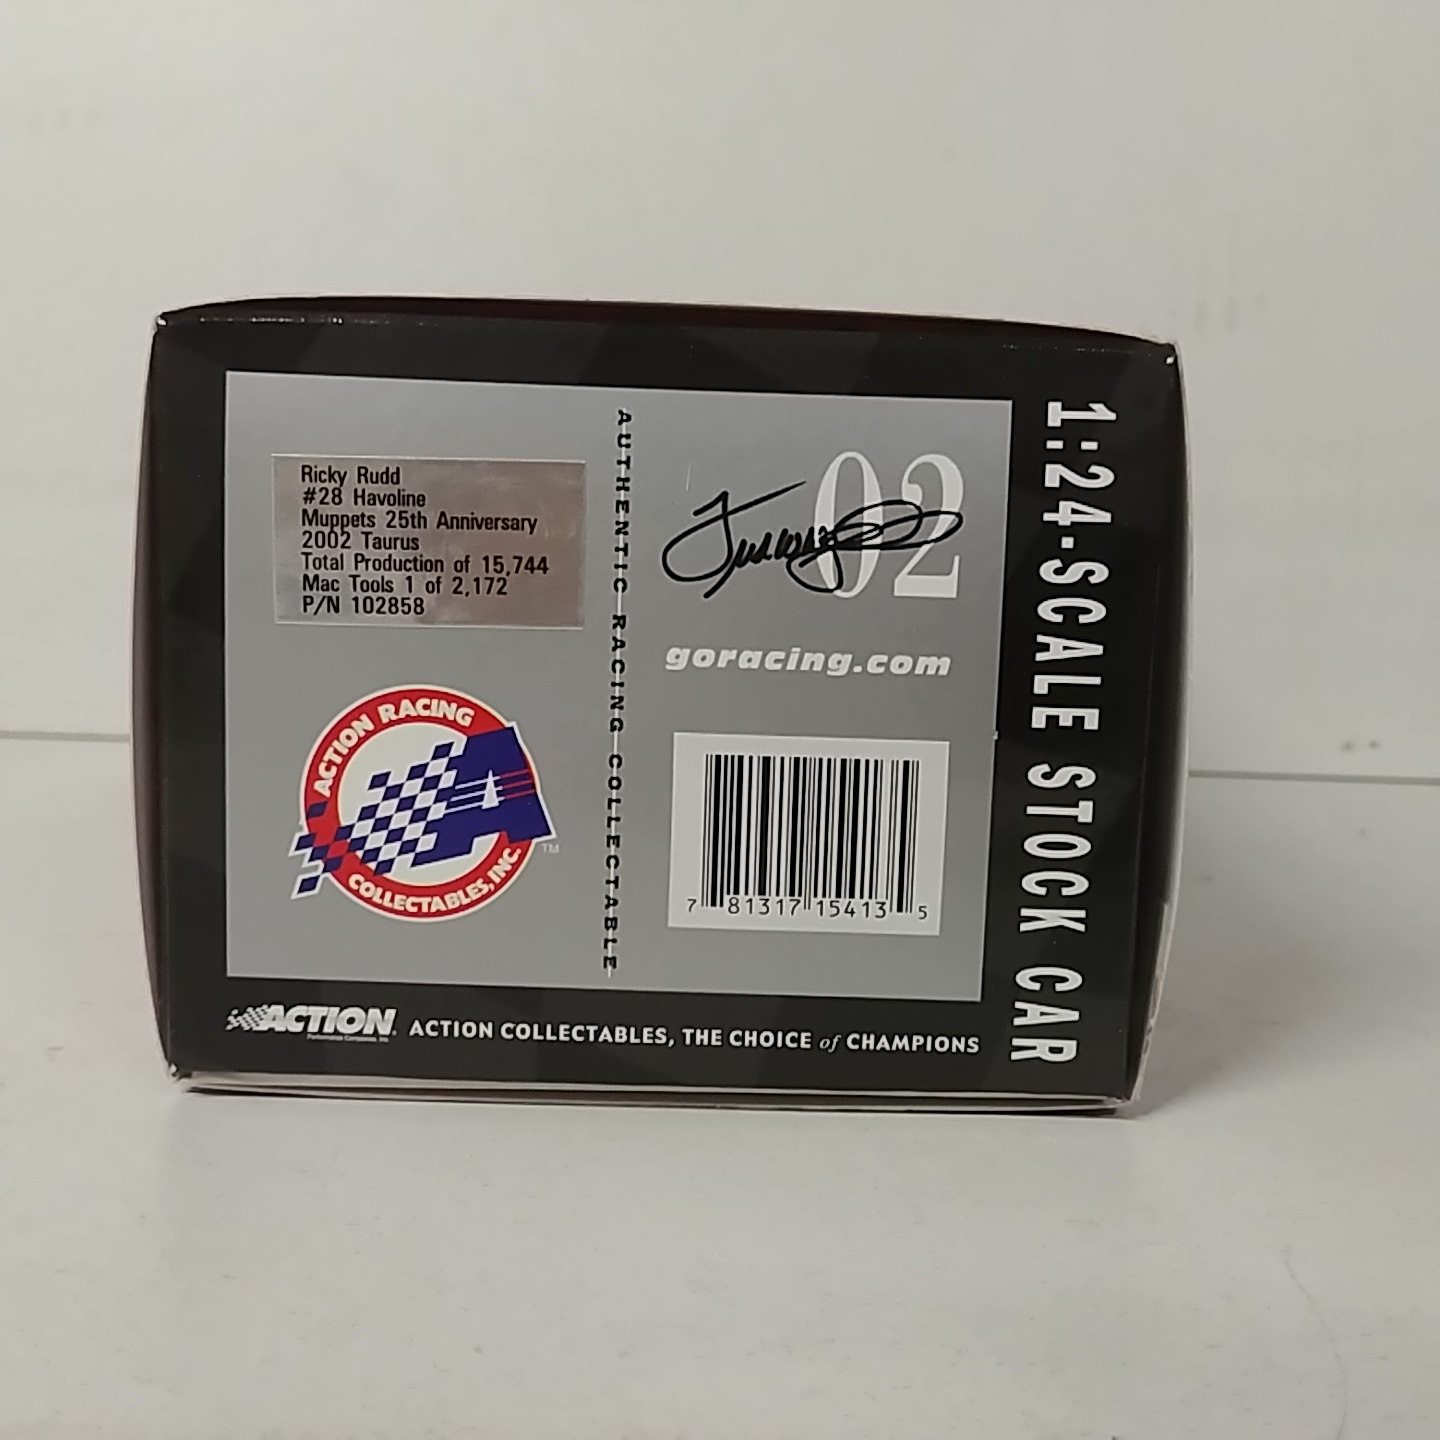 Ricky Rudd
#28 Havoline
Muppets 25th Anniversary
2002 Taurus
Total Production of 15,744
Mac Tools 1 of 2,172
P/N 102858
ACTION RACING
COLLECTABLES, INC.
TM
AUTHENTIC RACING COLLECTABLE
02
goracing.com
7 81317 15413 5
1:24-SCALE STOCK CAR
ACTION
ACTION COLLECTABLES, THE CHOICE of CHAMPIONS